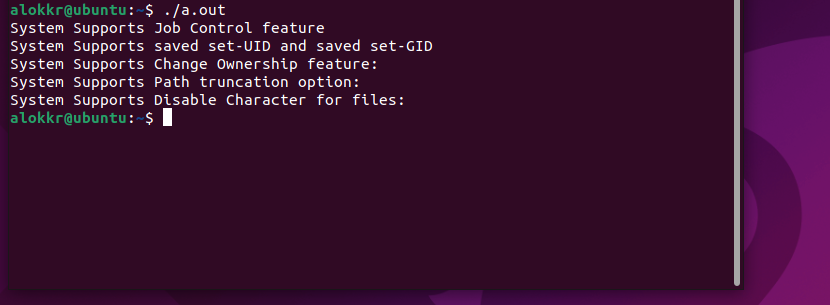 alokkr@ubuntu:~$ ./a.out
System Supports Job Control feature
System Supports saved set-UID and saved set-GID
System Supports Change Ownership feature:
System Supports Path truncation option:
System Supports Disable Character for files:
alokkr@ubuntu:~$